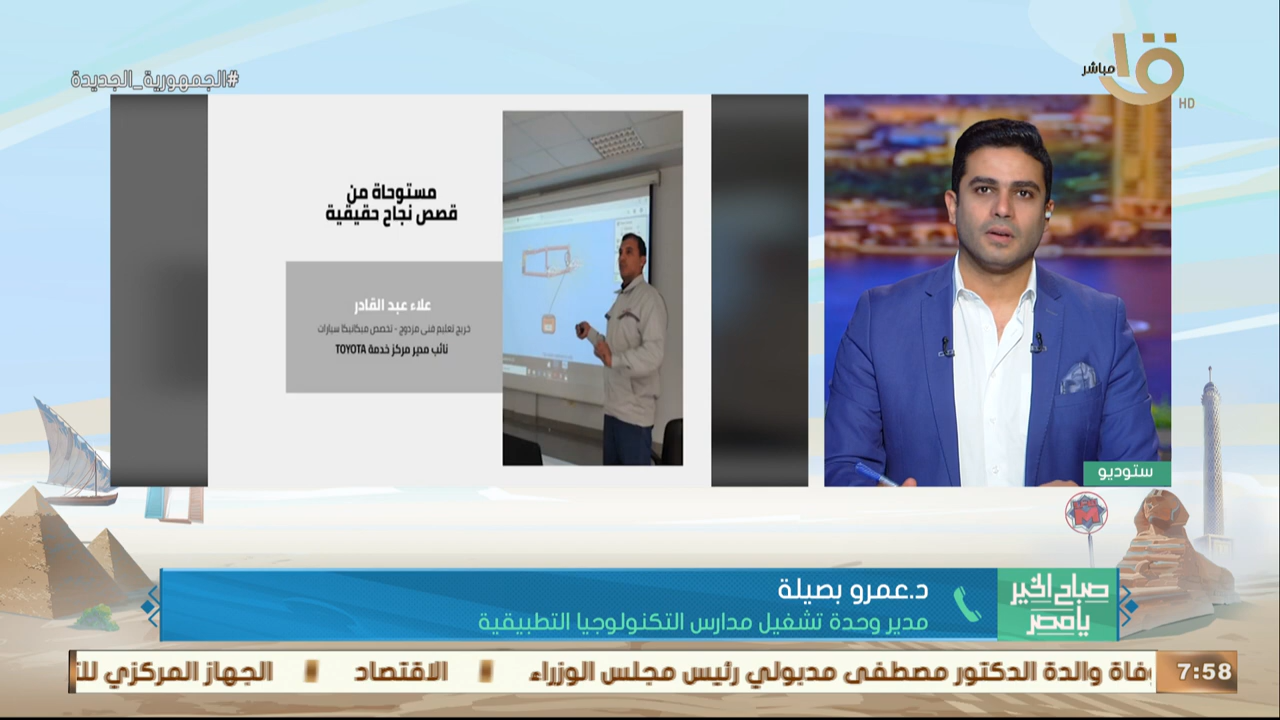 #الجمهورية_الجديدة
مباشر
HD
مستوحاة من
قصص نجاح حقيقية
علاء عبد القادر
خريج تعليم فني مزدوج - تخصص ميكانيكا سيارات
نائب مدير مركز خدمة TOYOTA
ستوديو
صباح الخير
يا مصر
د.عمرو بصيلة
مدير وحدة تشغيل مدارس التكنولوجيا التطبيقية
7:58
وفاة والدة الدكتور مصطفى مدبولي رئيس مجلس الوزراء الاقتصاد الجهاز المركزي